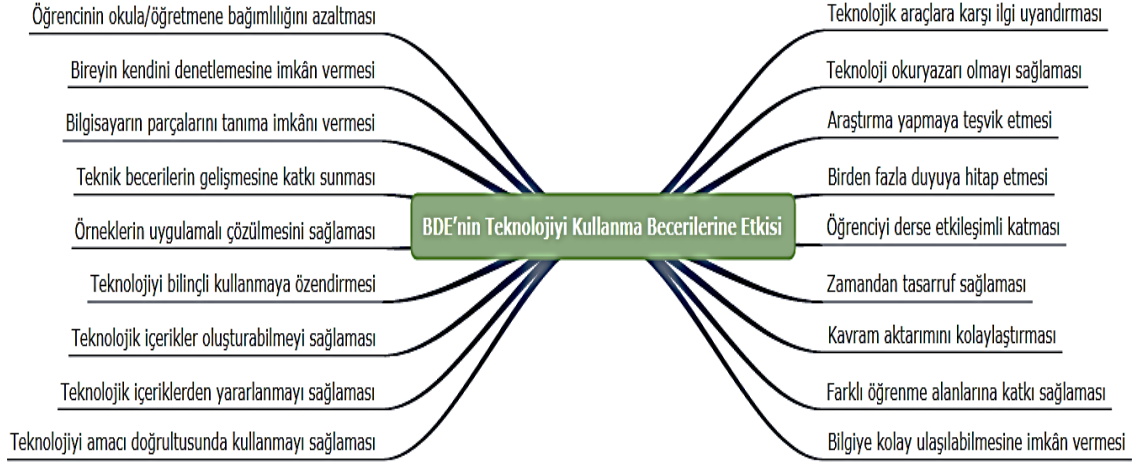 Öğrencinin okula/öğretmene bağımlılığını azaltması
Bireyin kendini denetlemesine imkân vermesi
Bilgisayarın parçalarını tanıma imkânı vermesi
Teknik becerilerin gelişmesine katkı sunması
Örneklerin uygulamalı çözülmesini sağlaması
Teknolojiyi bilinçli kullanmaya özendirmesi
Teknolojik içerikler oluşturabilmeyi sağlaması
Teknolojik içeriklerden yararlanmayı sağlaması
Teknolojiyi amacı doğrultusunda kullanmayı sağlaması
BDE'nin Teknolojiyi Kullanma Becerilerine Etkisi
Teknolojik araçlara karşı ilgi uyandırması
Teknoloji okuryazarı olmayı sağlaması
Araştırma yapmaya teşvik etmesi
Birden fazla duyuya hitap etmesi
Öğrenciyi derse etkileşimli katması
Zamandan tasarruf sağlaması
Kavram aktarımını kolaylaştırması
Farklı öğrenme alanlarına katkı sağlaması
Bilgiye kolay ulaşılabilmesine imkân vermesi